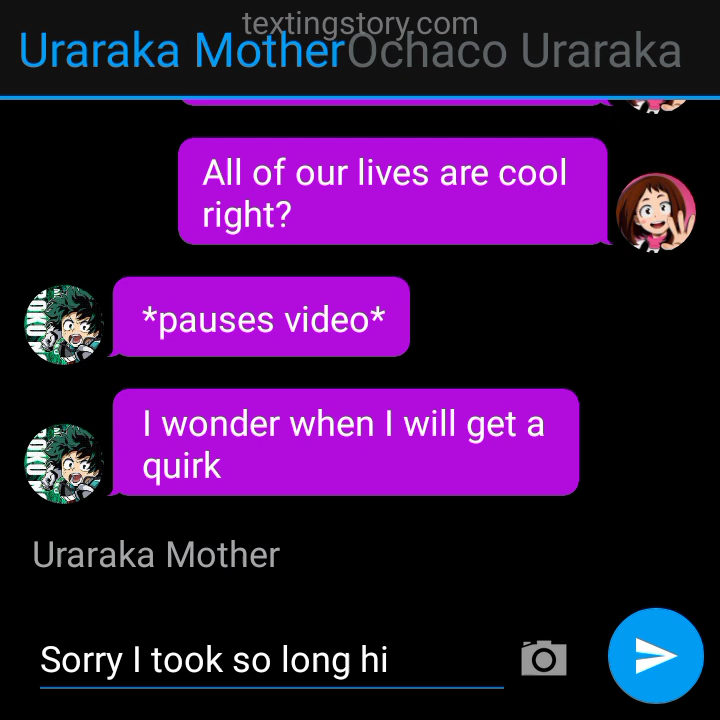 textingstory.com
Uraraka Mother Ochaco Uraraka
All of our lives are cool
right?
*pauses video*
I wonder when I will get a
quirk
Uraraka Mother
Sorry I took so long hi